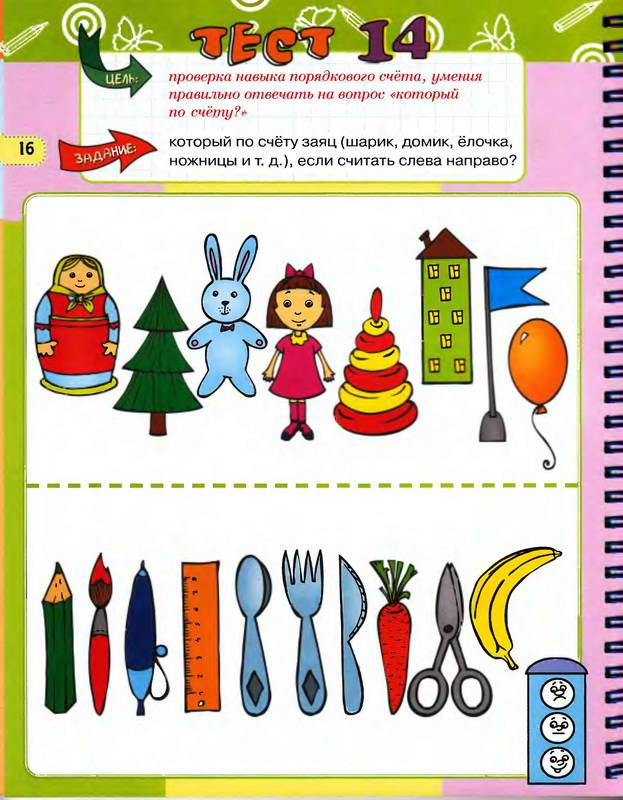 ТЕСТ 14
ЦЕЛЬ:
проверка навыка порядкового счёта, умения
правильно отвечать на вопрос «который
по счёту?»
16
ЗАДАНИЕ:
который по счёту заяц (шарик, домик, ёлочка,
ножницы и т. д.), если считать слева направо?